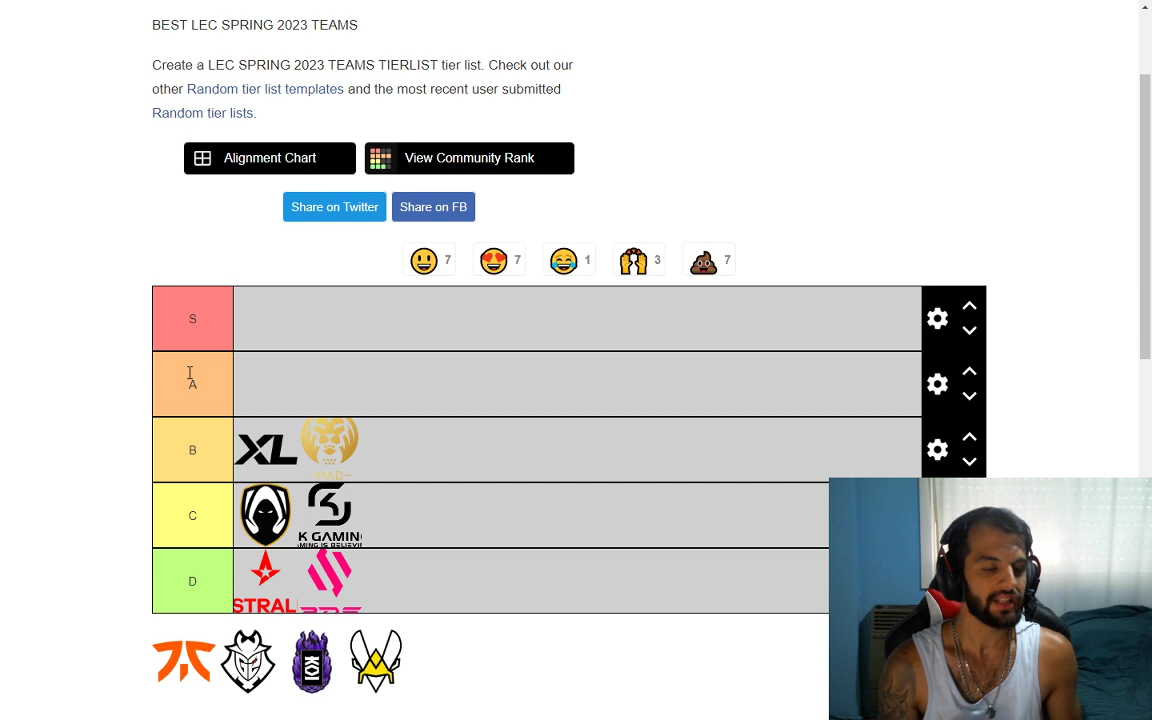 BEST LEC SPRING 2023 TEAMS
Create a LEC SPRING 2023 TEAMS TIERLIST tier list. Check out our
other Random tier list templates and the most recent user submitted
Random tier lists.
Alignment Chart
View Community Rank
Share on Twitter
Share on FB
7
7
1
3
7
S
A
B
XL
MAD
C
K GAMIN
D
STRAL
KOI